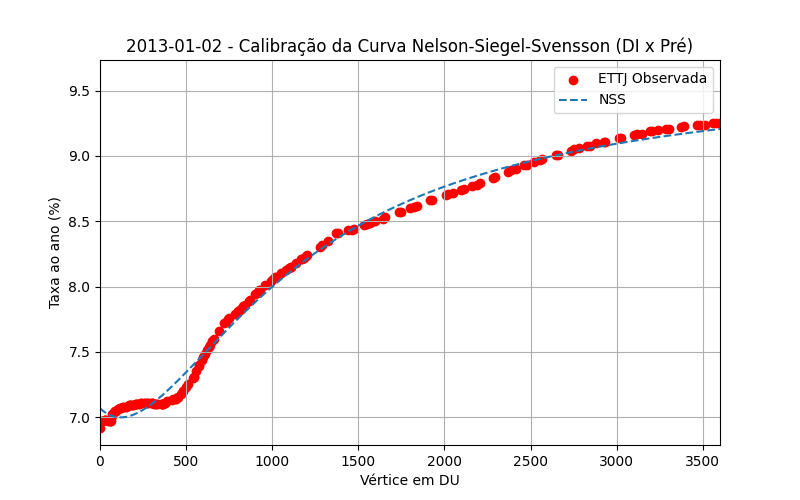 2013-01-02 - Calibração da Curva Nelson-Siegel-Svensson (DI x Pré)
ETTJ Observada
NSS
9.5
9.0
8.5
8.0
7.5
7.0
Taxa ao ano (%)
0 500 1000 1500 2000 2500 3000 3500
Vértice em DU